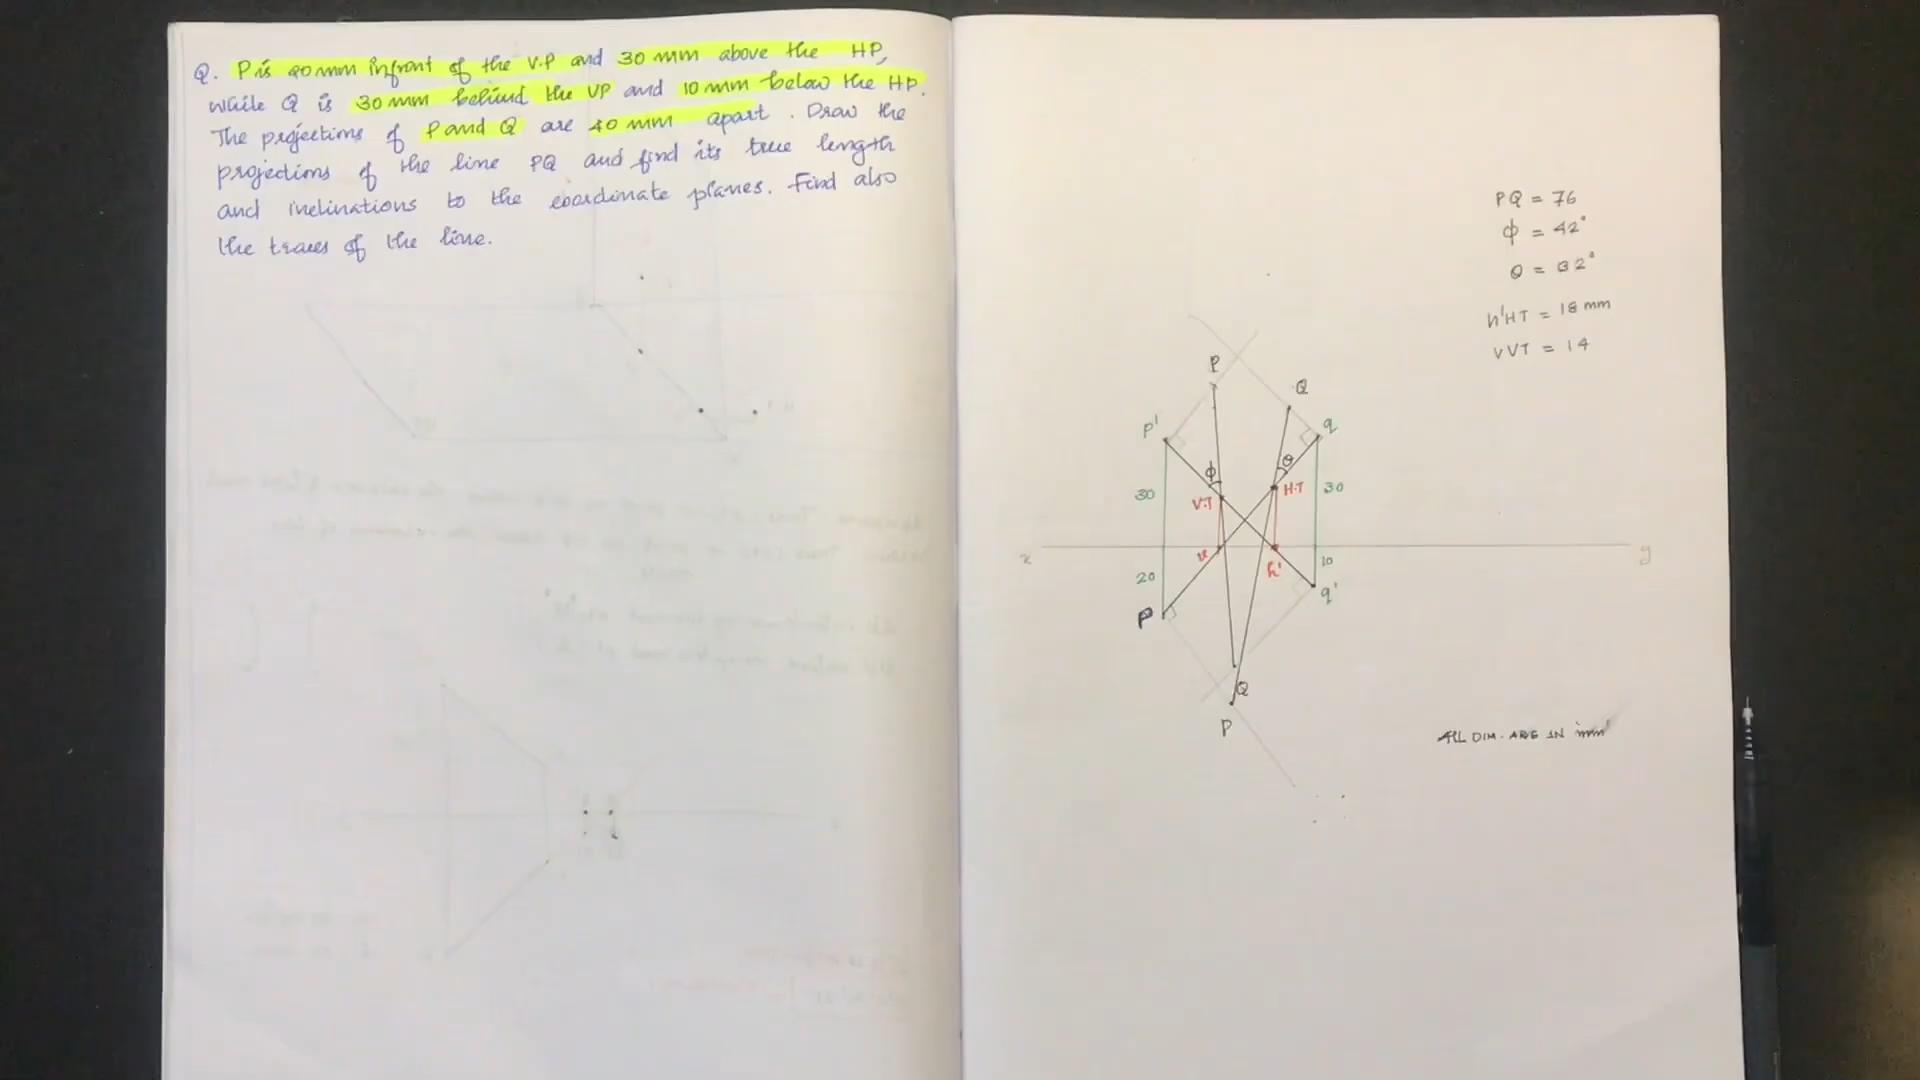 Q. P is 20 mm infront of the V.P and 30 mm above the HP,
while Q is 30 mm behind the VP and 10 mm below the HP.
The projections of P and Q are 40 mm apart. Draw the
projections of the line PQ and find its true length
and inclinations to the coordinate planes. Find also
the traces of the line.
PQ = 76
ϕ = 42°
θ = 32°
h'HT = 18 mm
VVT = 14
P
Q
p'
q
ϕ
θ
30
V.T
H.T
30
x
v
h'
10
y
20
q'
P
Q
P
ALL DIM. ARE IN mm